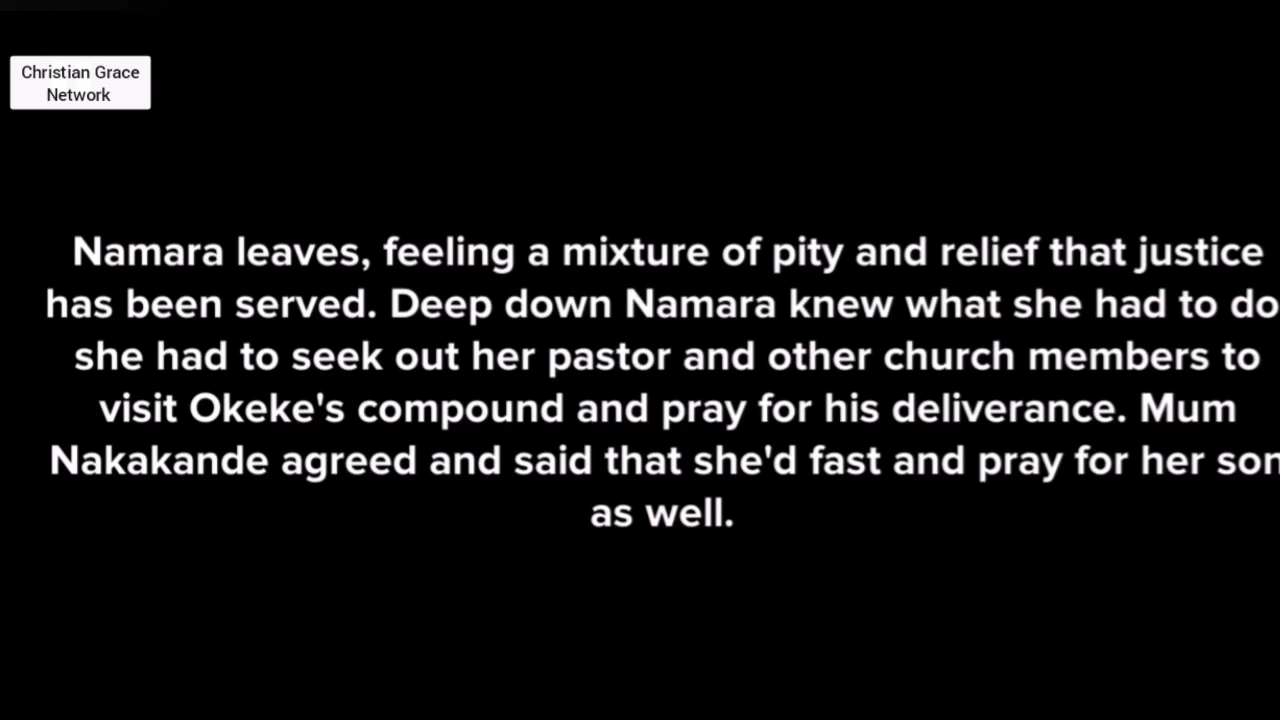 Christian Grace
Network
Namara leaves, feeling a mixture of pity and relief that justice
has been served. Deep down Namara knew what she had to do
she had to seek out her pastor and other church members to
visit Okeke's compound and pray for his deliverance. Mum
Nakakande agreed and said that she'd fast and pray for her son
as well.